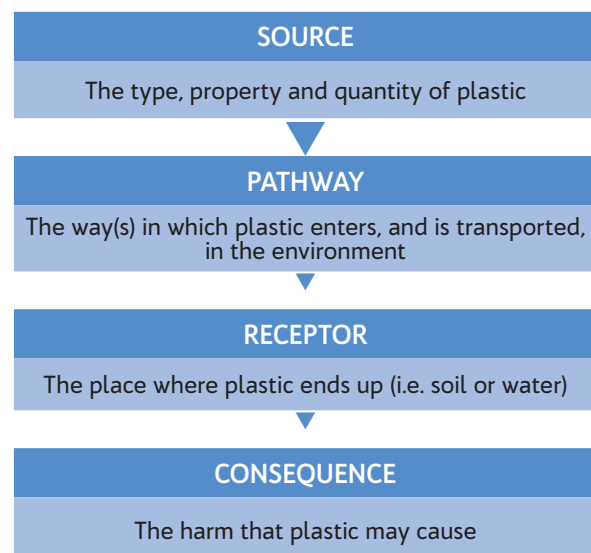 SOURCE
The type, property and quantity of plastic
PATHWAY
The way(s) in which plastic enters, and is transported,
in the environment
RECEPTOR
The place where plastic ends up (i.e. soil or water)
CONSEQUENCE
The harm that plastic may cause